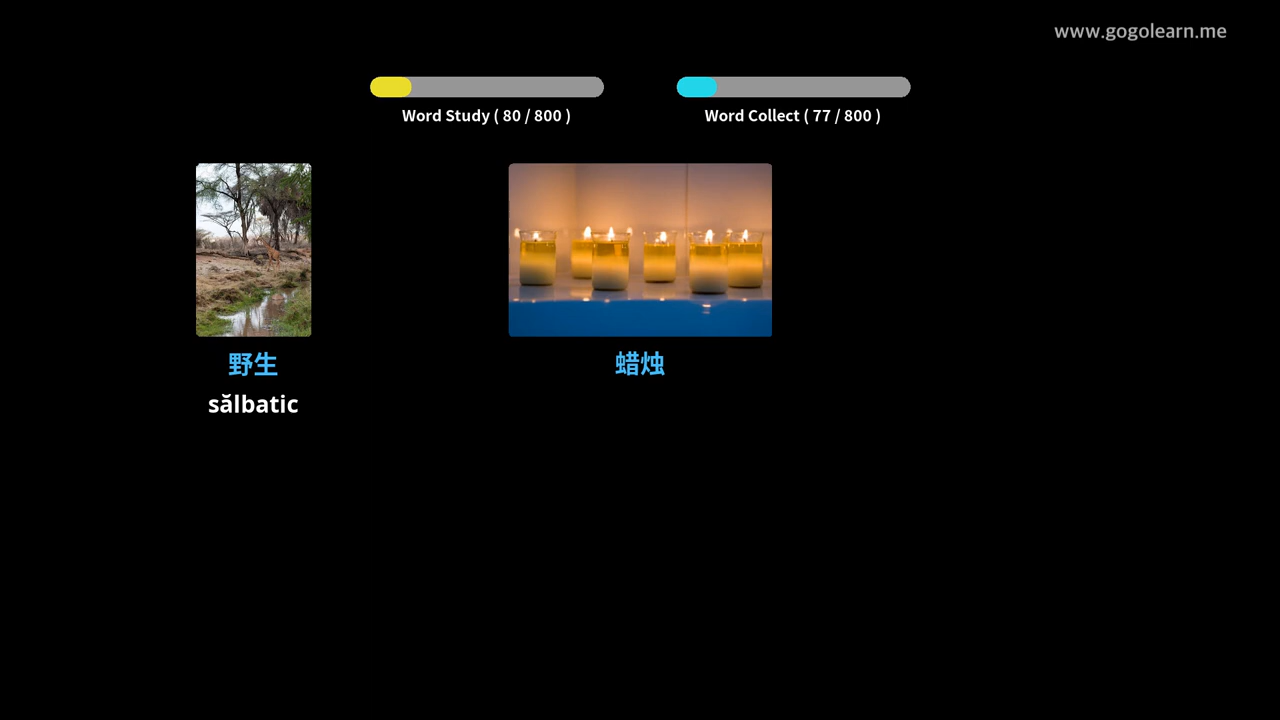 www.gogolearn.me
Word Study ( 80 / 800 )
Word Collect ( 77 / 800 )
野生
sălbatic
蜡烛